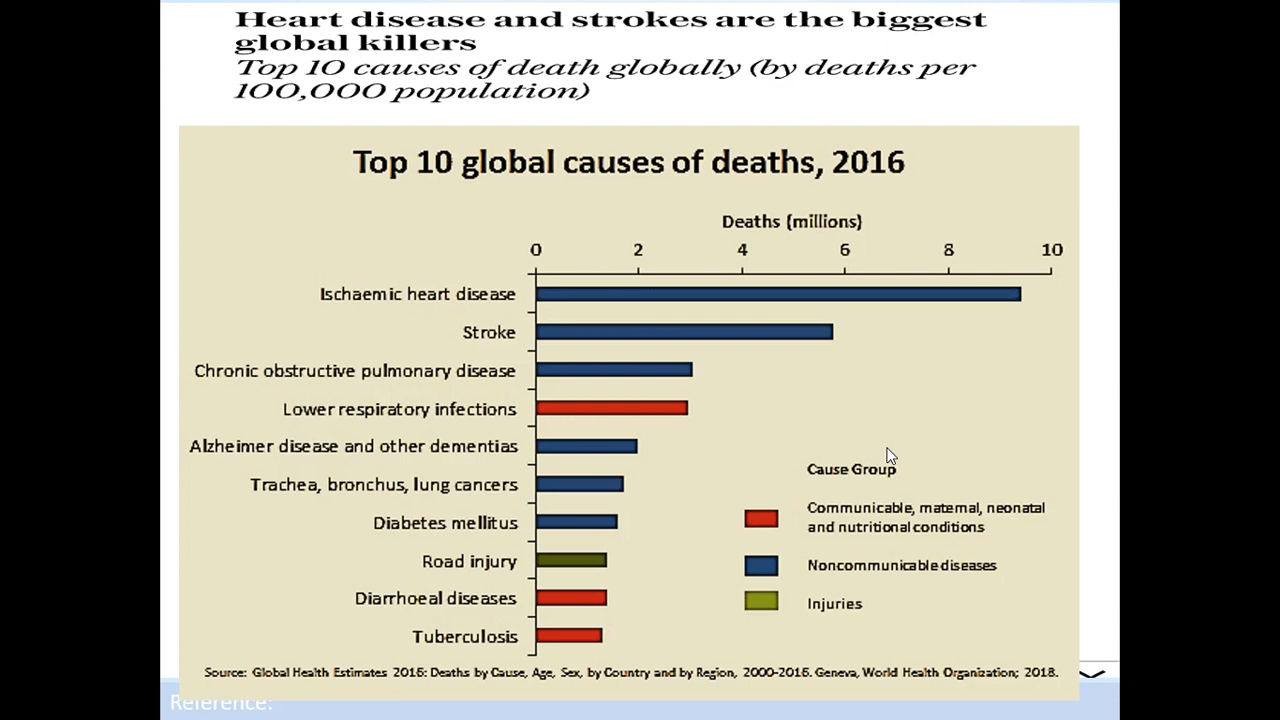 Heart disease and strokes are the biggest
global killers
Top 10 causes of death globally (by deaths per
100,000 population)
Top 10 global causes of deaths, 2016
Deaths (millions)
0 2 4 6 8 10
Ischaemic heart disease
Stroke
Chronic obstructive pulmonary disease
Lower respiratory infections
Alzheimer disease and other dementias
Trachea, bronchus, lung cancers
Diabetes mellitus
Road injury
Diarrhoeal diseases
Tuberculosis
Cause Group
Communicable, maternal, neonatal
and nutritional conditions
Noncommunicable diseases
Injuries
Source: Global Health Estimates 2016: Deaths by Cause, Age, Sex, by Country and by Region, 2000-2016. Geneva, World Health Organization; 2018.
Reference: